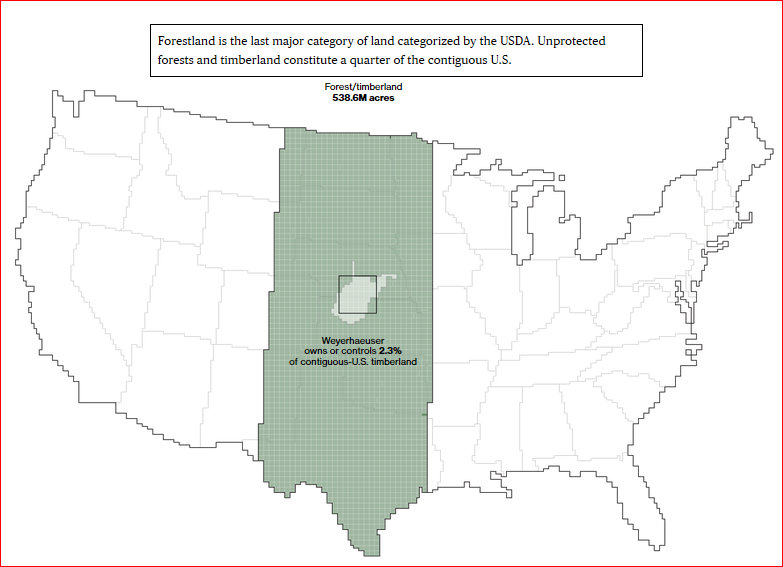 Forestland is the last major category of land categorized by the USDA. Unprotected
forests and timberland constitute a quarter of the contiguous U.S.
Forest/timberland
538.6M acres
Weyerhaeuser
owns or controls 2.3%
of contiguous-U.S. timberland